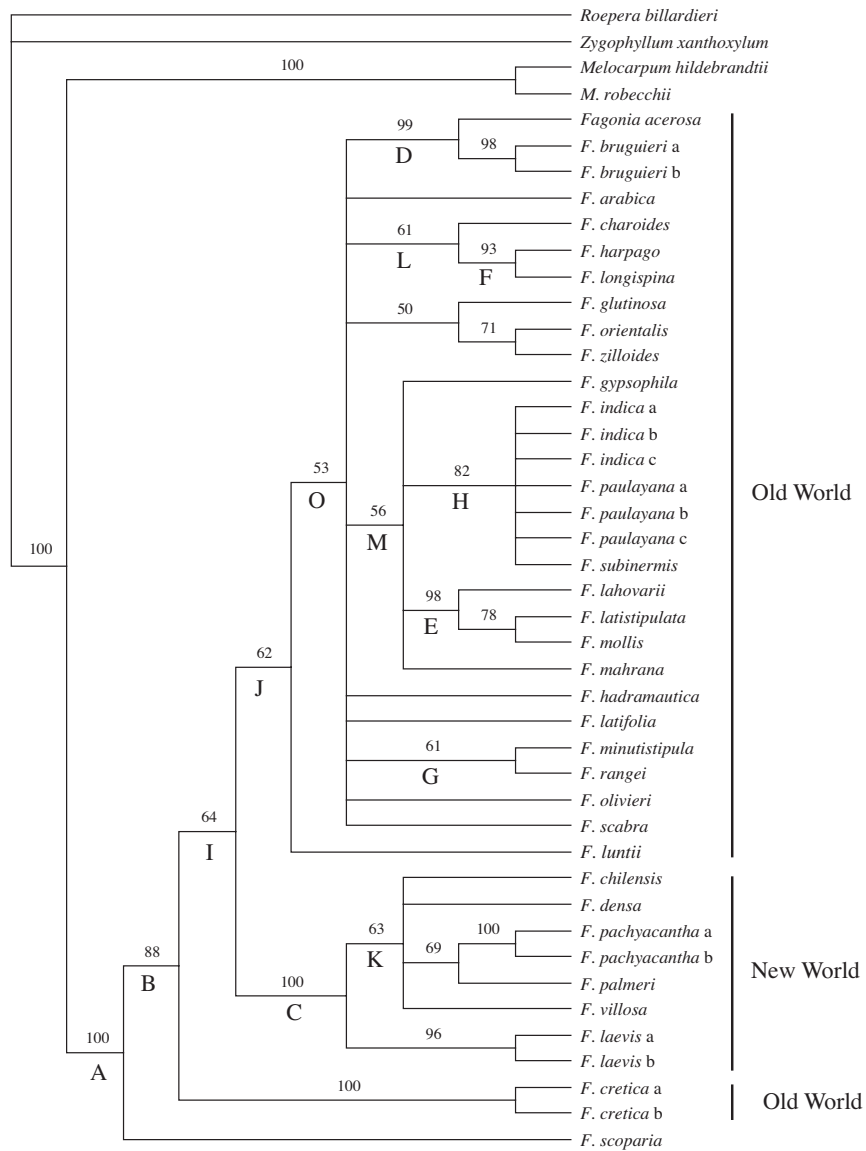 Roepera billardieri
Zygophyllum xanthoxylum
100
Melocarpum hildebrandtii
M. robecchii
99
D
Fagonia acerosa
98
F. bruguieri a
F. bruguieri b
F. arabica
61
L
F. charoides
93
F
F. harpago
F. longispina
50
F. glutinosa
71
F. orientalis
F. zilloides
F. gypsophila
F. indica a
F. indica b
F. indica c
82
H
F. paulayana a
F. paulayana b
F. paulayana c
F. subinermis
53
O
56
M
Old World
98
E
F. lahovarii
78
F. latistipulata
F. mollis
F. mahrana
62
J
F. hadramautica
F. latifolia
61
G
F. minutistipula
F. rangei
F. olivieri
F. scabra
64
I
F. luntii
F. chilensis
F. densa
63
K
69
100
F. pachyacantha a
F. pachyacantha b
F. palmeri
F. villosa
New World
88
B
100
C
96
F. laevis a
F. laevis b
100
A
100
F. cretica a
F. cretica b
Old World
F. scoparia
100